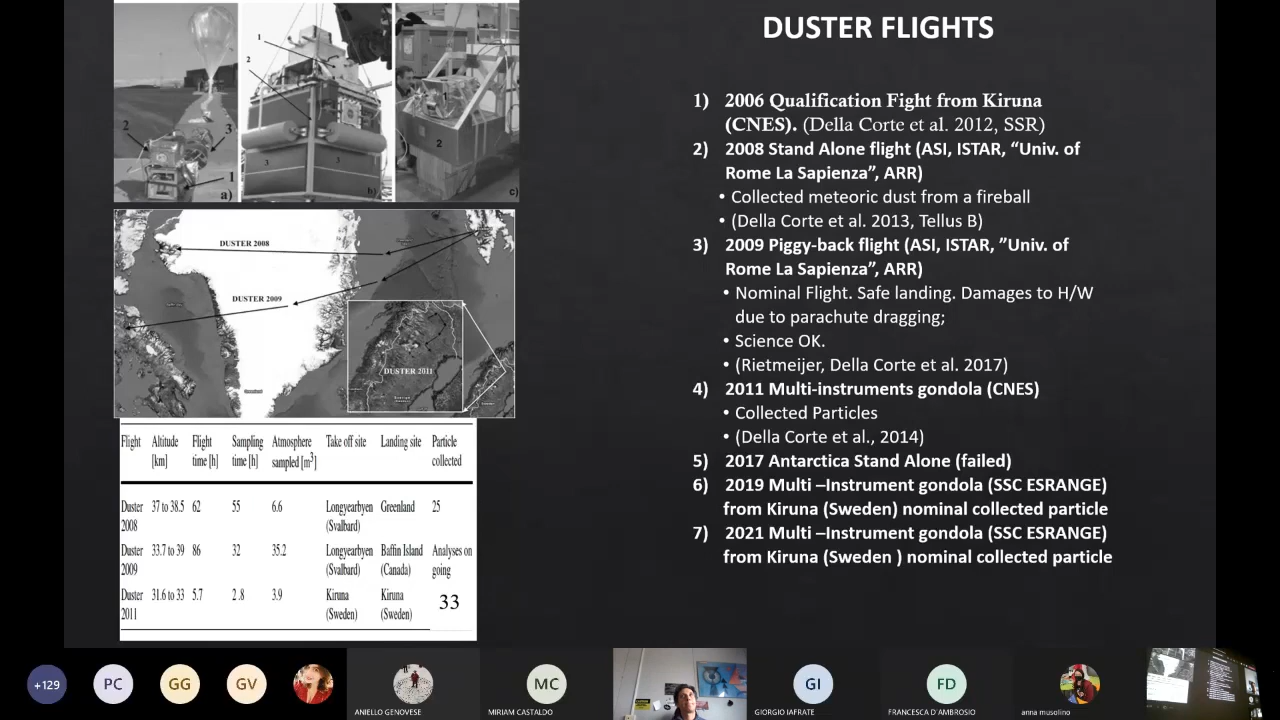 DUSTER FLIGHTS
1) 2006 Qualification Fight from Kiruna
(CNES). (Della Corte et al. 2012, SSR)
2) 2008 Stand Alone flight (ASI, ISTAR, “Univ. of
Rome La Sapienza”, ARR)
• Collected meteoric dust from a fireball
• (Della Corte et al. 2013, Tellus B)
3) 2009 Piggy-back flight (ASI, ISTAR, ”Univ. of
Rome La Sapienza”, ARR)
• Nominal Flight. Safe landing. Damages to H/W
due to parachute dragging;
• Science OK.
• (Rietmeijer, Della Corte et al. 2017)
4) 2011 Multi-instruments gondola (CNES)
• Collected Particles
• (Della Corte et al., 2014)
5) 2017 Antarctica Stand Alone (failed)
6) 2019 Multi –Instrument gondola (SSC ESRANGE)
from Kiruna (Sweden) nominal collected particle
7) 2021 Multi –Instrument gondola (SSC ESRANGE)
from Kiruna (Sweden ) nominal collected particle
2 3 1 a)
1 2 3 3 b)
1 2 c)
DUSTER 2008
DUSTER 2009
DUSTER 2011
Flight Altitude Flight Sampling Atmosphere Take off site Landing site Particle
[km] time [h] time [h] sampled [m3] collected
Duster 37 to 38.5 62 55 6.6 Longyearbyen Greenland 25
2008 (Svalbard)
Duster 33.7 to 39 86 32 35.2 Longyearbyen Baffin Island Analyses on
2009 (Svalbard) (Canada) going
Duster 31.6 to 33 5.7 2.8 3.9 Kiruna Kiruna 33
2011 (Sweden) (Sweden)
+129 PC GG GV MC GI FD
ANIELLO GENOVESE
MIRIAM CASTALDO
GIORGIO IAFRATE
FRANCESCA D'AMBROSIO
anna musolino